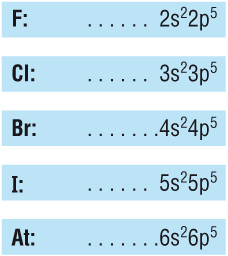 F: ...... 2s²2p⁵
Cl: ...... 3s²3p⁵
Br: .......4s²4p⁵
I: ...... 5s²5p⁵
At: .......6s²6p⁵